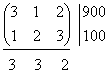 (3 1 2) | 900
(1 2 3) | 100
3 3 2